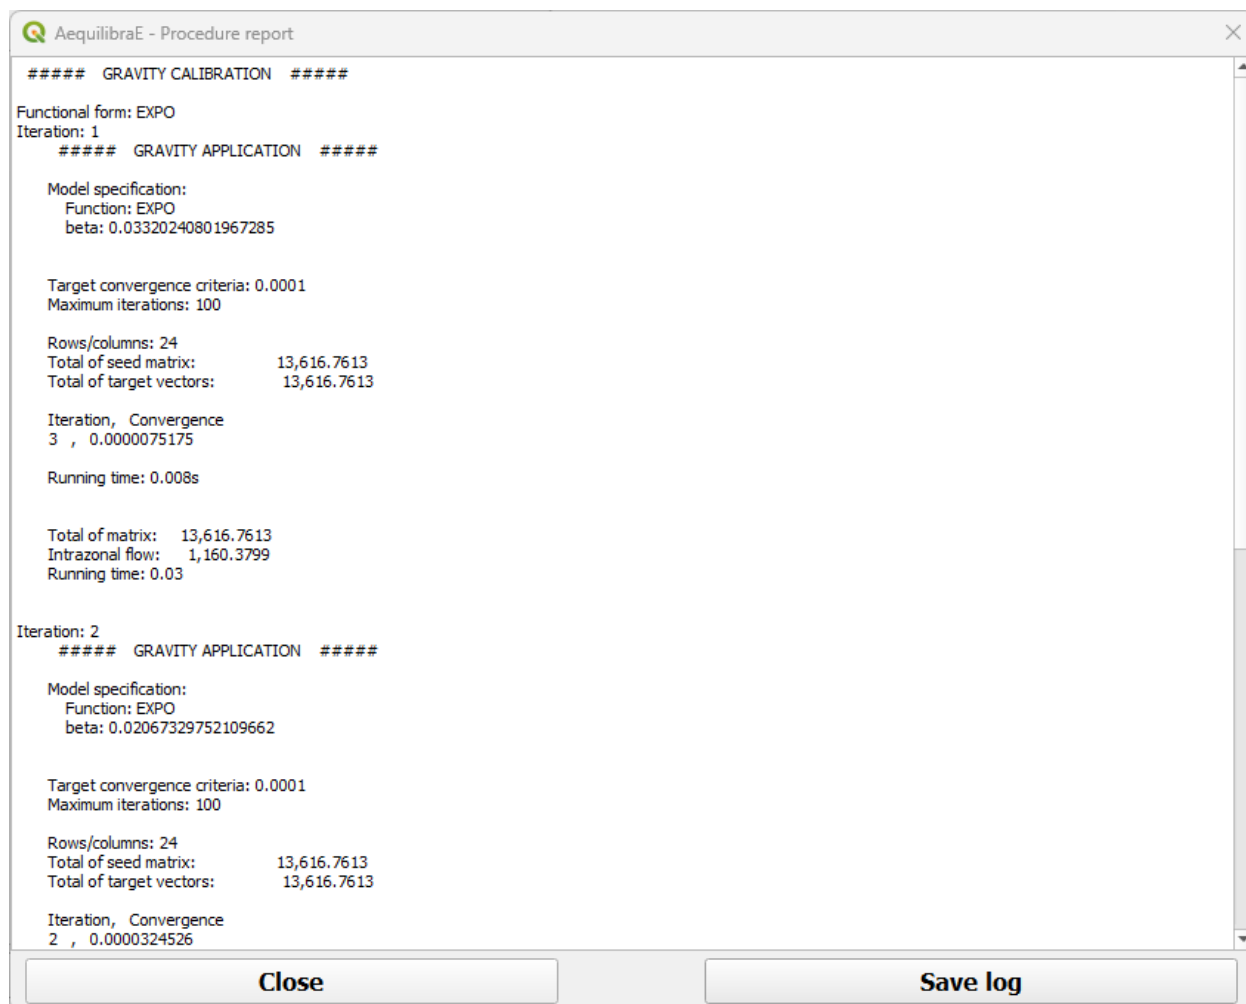 AequilibraE - Procedure report
##### GRAVITY CALIBRATION #####
Functional form: EXPO
Iteration: 1
##### GRAVITY APPLICATION #####
Model specification:
Function: EXPO
beta: 0.03320240801967285
Target convergence criteria: 0.0001
Maximum iterations: 100
Rows/columns: 24
Total of seed matrix: 13,616.7613
Total of target vectors: 13,616.7613
Iteration, Convergence
3 , 0.0000075175
Running time: 0.008s
Total of matrix: 13,616.7613
Intrazonal flow: 1,160.3799
Running time: 0.03
Iteration: 2
##### GRAVITY APPLICATION #####
Model specification:
Function: EXPO
beta: 0.02067329752109662
Target convergence criteria: 0.0001
Maximum iterations: 100
Rows/columns: 24
Total of seed matrix: 13,616.7613
Total of target vectors: 13,616.7613
Iteration, Convergence
2 , 0.0000324526
Close
Save log